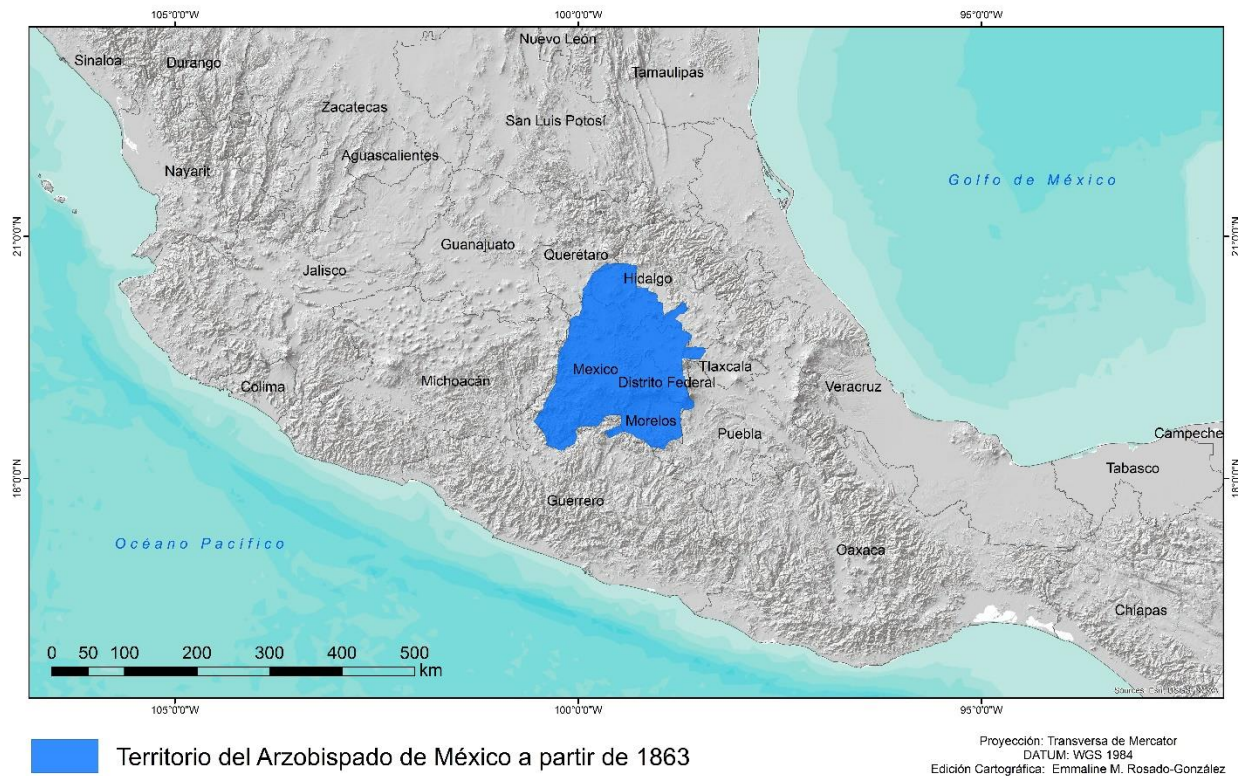 105°0'0"W 100°0'0"W 95°0'0"W
Nuevo León
Sinaloa Durango
Tamaulipas
Zacatecas
San Luis Potosí
Aguascalientes
Nayarit
Golfo de México
21°0'0"N 21°0'0"N
Guanajuato
Querétaro
Jalisco
Hidalgo
Mexico
Tlaxcala
Michoacán
Distrito Federal
Colima
Veracruz
Morelos
Puebla
Campeche
Tabasco
18°0'0"N 18°0'0"N
Guerrero
Océano Pacífico
Oaxaca
Chiapas
0 50 100 200 300 400 500
km
Sources: Esri, USGS, NOAA
105°0'0"W 100°0'0"W 95°0'0"W
Territorio del Arzobispado de México a partir de 1863
Proyección: Transversa de Mercator
DATUM: WGS 1984
Edición Cartográfica: Emmaline M. Rosado-González